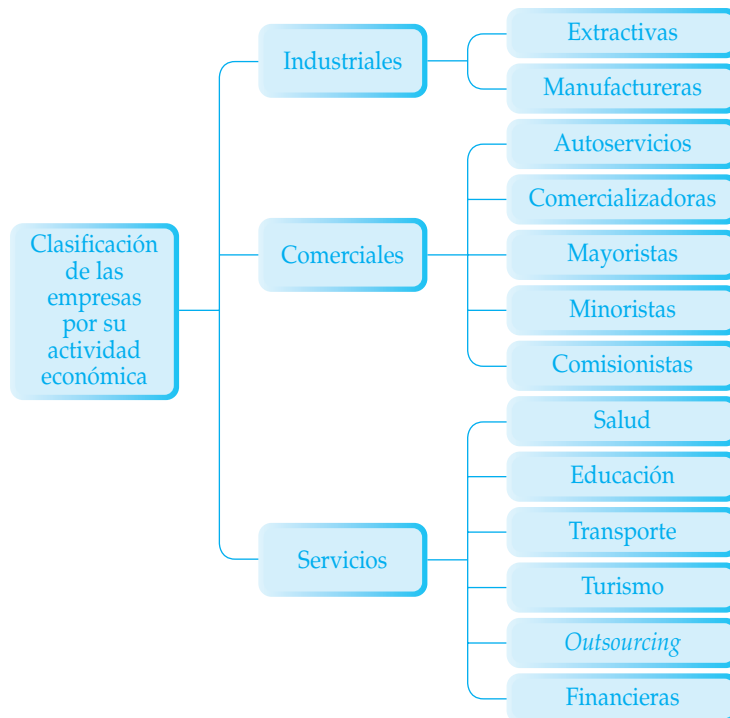 Clasificación
de las
empresas
por su
actividad
económica
Industriales
Extractivas
Manufactureras
Comerciales
Autoservicios
Comercializadoras
Mayoristas
Minoristas
Comisionistas
Servicios
Salud
Educación
Transporte
Turismo
Outsourcing
Financieras